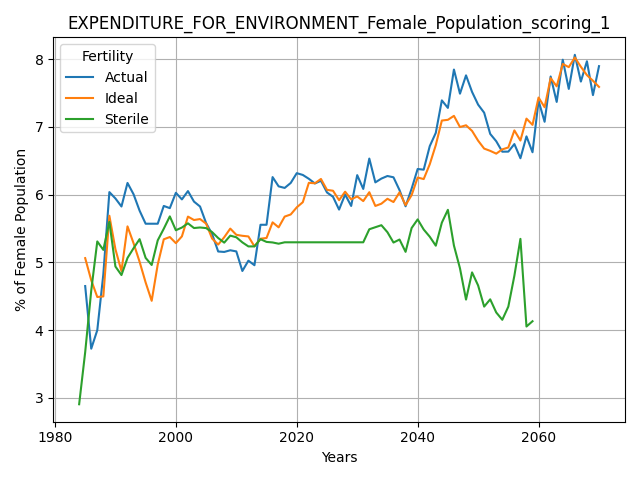 EXPENDITURE_FOR_ENVIRONMENT_Female_Population_scoring_1
Fertility
Actual
Ideal
Sterile
% of Female Population
8
7
6
5
4
3
1980
2000
2020
2040
2060
Years